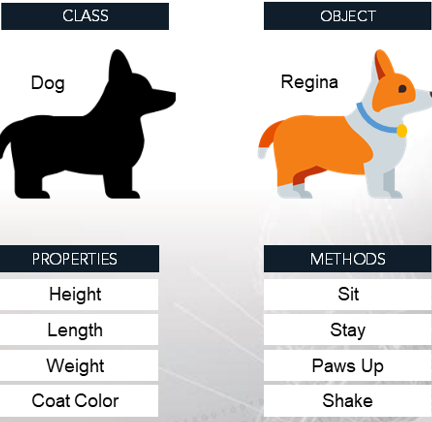 CLASS
OBJECT
Dog
Regina
PROPERTIES
METHODS
Height
Sit
Length
Stay
Weight
Paws Up
Coat Color
Shake